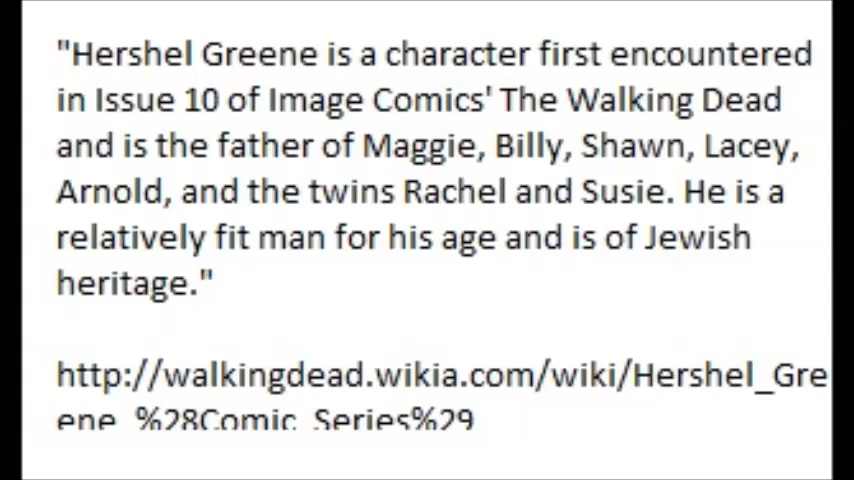 "Hershel Greene is a character first encountered
in Issue 10 of Image Comics' The Walking Dead
and is the father of Maggie, Billy, Shawn, Lacey,
Arnold, and the twins Rachel and Susie. He is a
relatively fit man for his age and is of Jewish
heritage."
http://walkingdead.wikia.com/wiki/Hershel_Gre
ene_%28Comic_Series%29